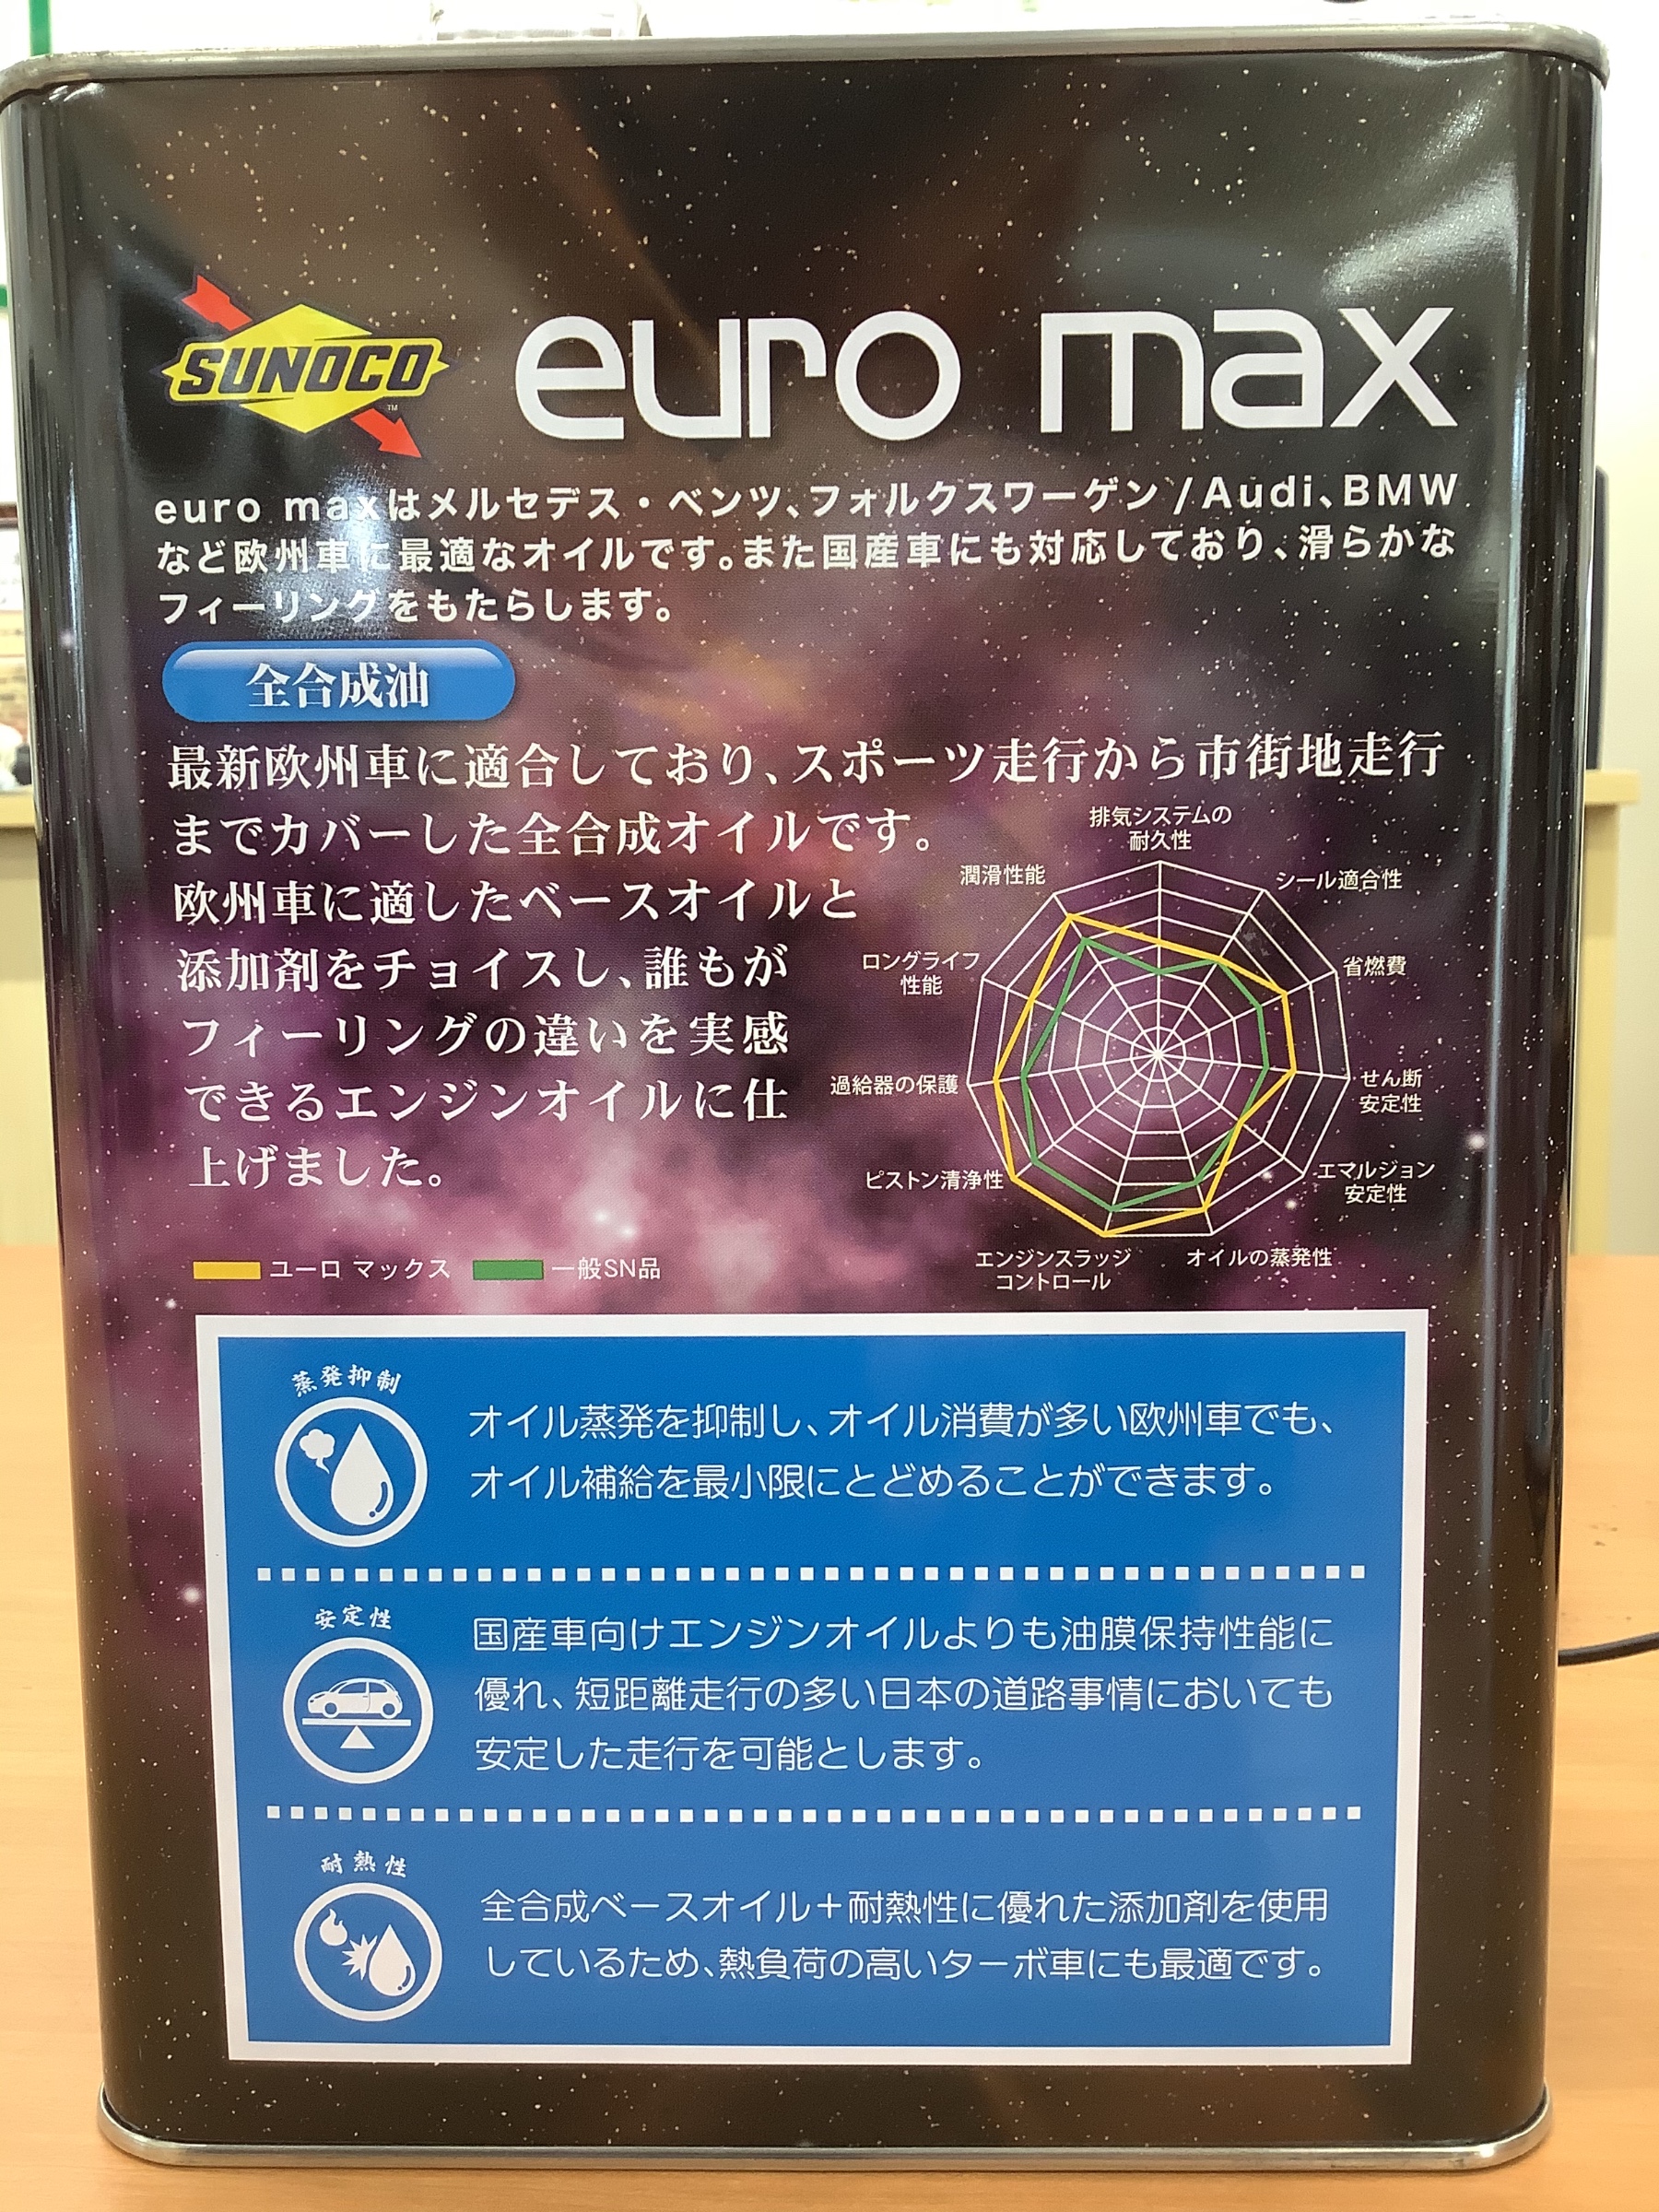 SUNOCO
TM
euro max
euro maxはメルセデス・ベンツ、フォルクスワーゲン/Audi、BMW
など欧州車に最適なオイルです。また国産車にも対応しており、滑らかな
フィーリングをもたらします。
全合成油
最新欧州車に適合しており、スポーツ走行から市街地走行
までカバーした全合成オイルです。
欧州車に適したベースオイルと
添加剤をチョイスし、誰もが
フィーリングの違いを実感
できるエンジンオイルに仕
上げました。
排気システムの
耐久性
シール適合性
省燃費
せん断
安定性
エマルジョン
安定性
オイルの蒸発性
エンジンスラッジ
コントロール
ピストン清浄性
過給器の保護
ロングライフ
性能
潤滑性能
ユーロ マックス
一般SN品
蒸発抑制
オイル蒸発を抑制し、オイル消費が多い欧州車でも、
オイル補給を最小限にとどめることができます。
安定性
国産車向けエンジンオイルよりも油膜保持性能に
優れ、短距離走行の多い日本の道路事情においても
安定した走行を可能とします。
耐熱性
全合成ベースオイル＋耐熱性に優れた添加剤を使用
しているため、熱負荷の高いターボ車にも最適です。